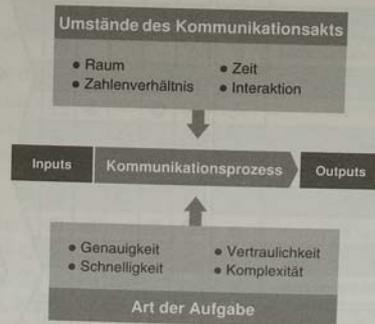 Umstände des Kommunikationsakts
• Raum • Zeit
• Zahlenverhältnis • Interaktion
Inputs Kommunikationsprozess Outputs
• Genauigkeit • Vertraulichkeit
• Schnelligkeit • Komplexität
Art der Aufgabe